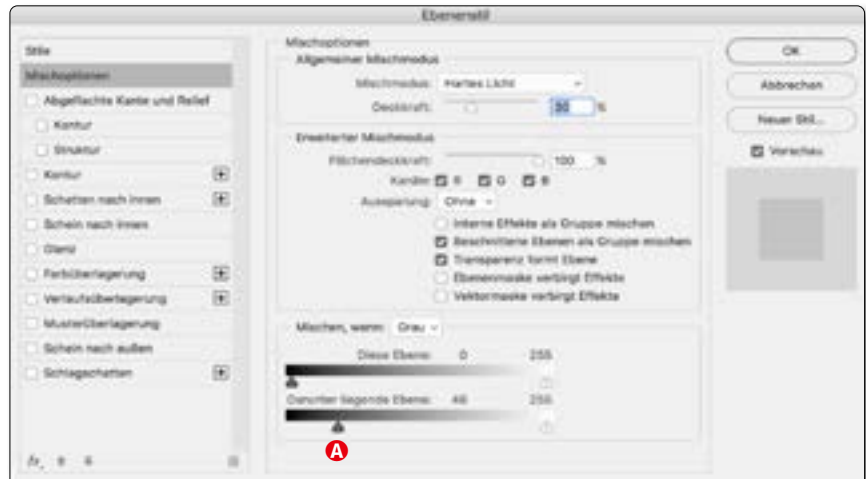 Ebenenstil
Stile
Mischoptionen
Abgeflachte Kante und Relief
Kontur
Struktur
Kontur
Schatten nach innen
Schein nach innen
Glanz
Farbüberlagerung
Verlaufsüberlagerung
Musterüberlagerung
Schein nach außen
Schlagschatten
fx
Mischoptionen
Allgemeiner Mischmodus
Mischmodus: Hartes Licht
Deckkraft: 30 %
Erweiterter Mischmodus
Flächendeckkraft: 100 %
Kanäle: R G B
Aussparung: Ohne
Interne Effekte als Gruppe mischen
Beschnittene Ebenen als Gruppe mischen
Transparenz formt Ebene
Ebenenmaske verbirgt Effekte
Vektormaske verbirgt Effekte
Mischen, wenn: Grau
Diese Ebene: 0 255
Darunter liegende Ebene: 48 255
A
OK
Abbrechen
Neuer Stil...
Vorschau